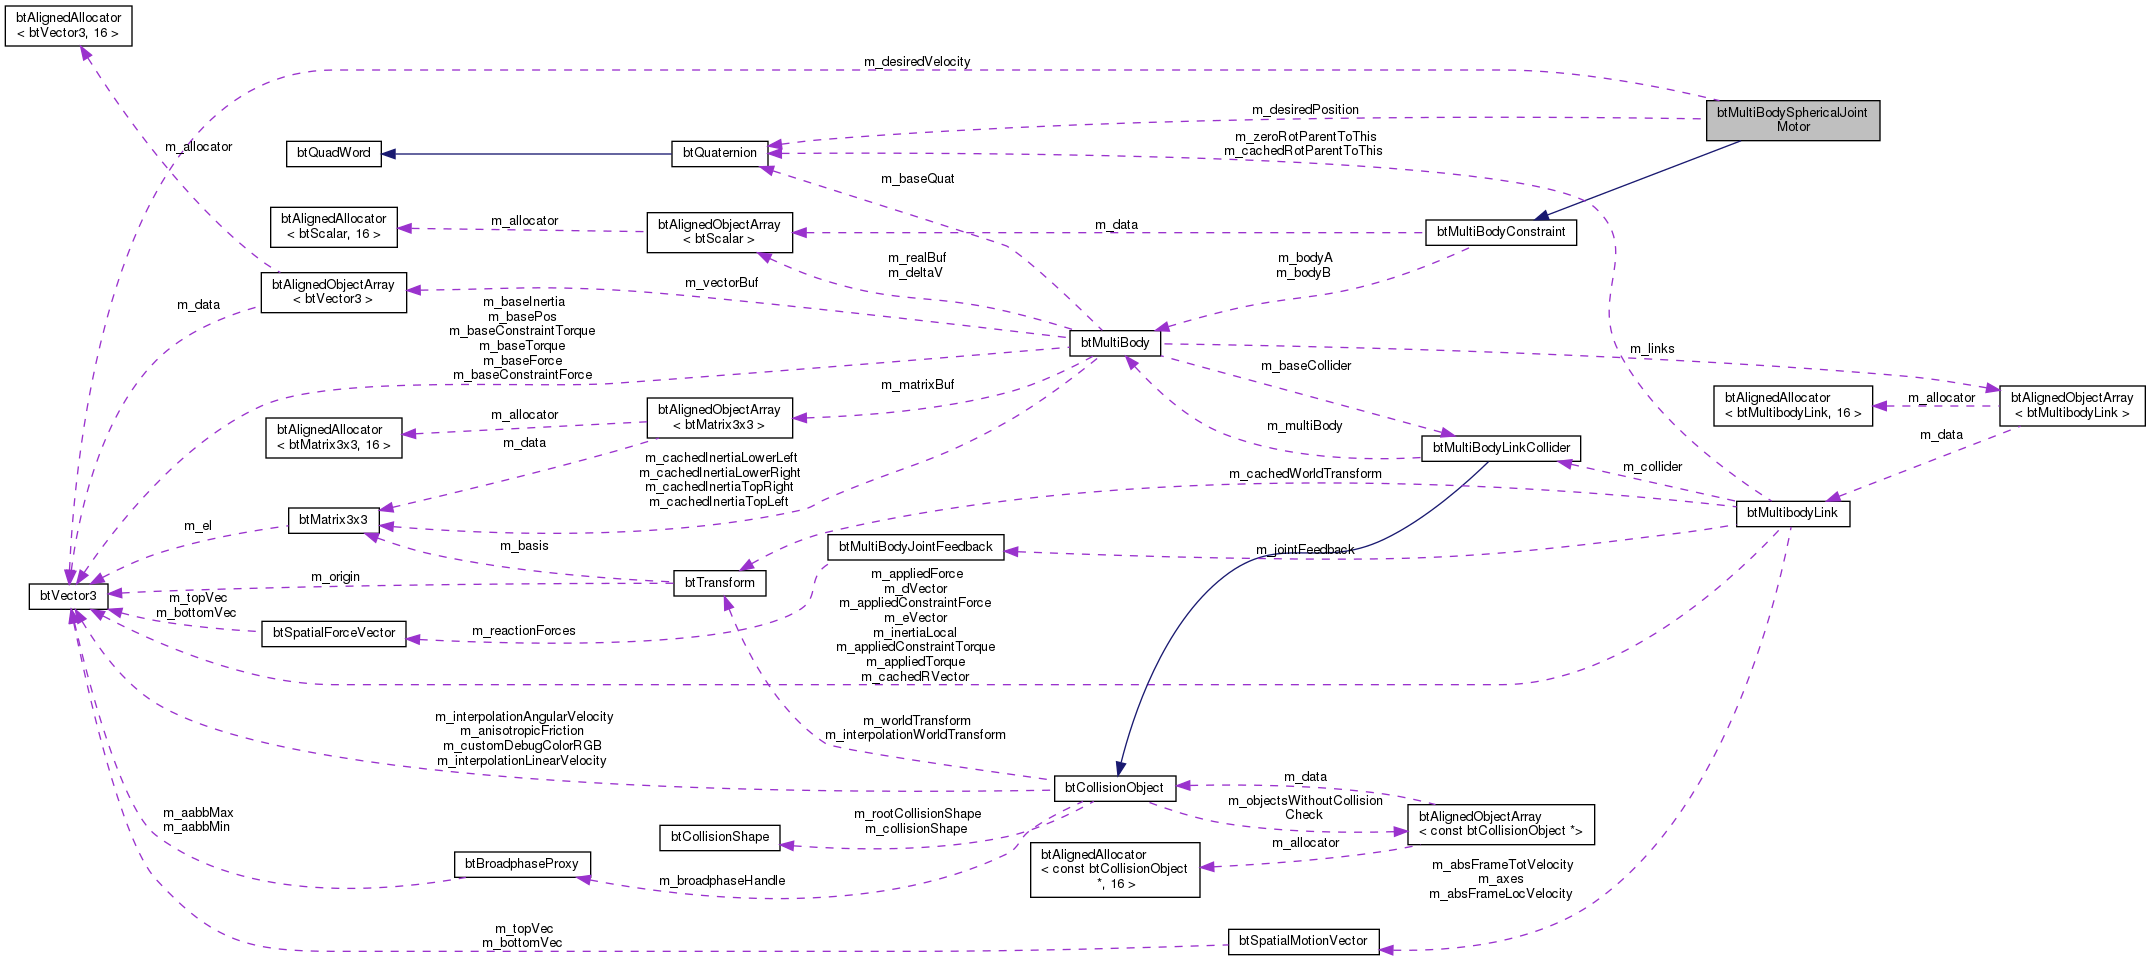 btAlignedAllocator
< btVector3, 16 >
m_desiredVelocity
btMultiBodySphericalJoint
Motor
m_desiredPosition
m_zeroRotParentToThis
m_cachedRotParentToThis
m_allocator
btQuadWord
btQuaternion
m_baseQuat
btAlignedAllocator
< btScalar, 16 >
m_allocator
btAlignedObjectArray
< btScalar >
m_data
btMultiBodyConstraint
m_realBuf
m_deltaV
m_bodyA
m_bodyB
btAlignedObjectArray
< btVector3 >
m_vectorBuf
m_data
m_baseInertia
m_basePos
m_baseConstraintTorque
m_baseTorque
m_baseForce
m_baseConstraintForce
btMultiBody
m_links
m_baseCollider
m_matrixBuf
btAlignedAllocator
< btMultibodyLink, 16 >
m_allocator
btAlignedObjectArray
< btMultibodyLink >
btAlignedAllocator
< btMatrix3x3, 16 >
m_allocator
btAlignedObjectArray
< btMatrix3x3 >
m_data
m_multiBody
btMultiBodyLinkCollider
m_data
m_cachedInertiaLowerLeft
m_cachedInertiaLowerRight
m_cachedInertiaTopRight
m_cachedInertiaTopLeft
m_cachedWorldTransform
m_collider
btMultibodyLink
btMatrix3x3
m_el
m_basis
btMultiBodyJointFeedback
m_jointFeedback
m_origin
btTransform
btVector3
m_topVec
m_bottomVec
btSpatialForceVector
m_reactionForces
m_appliedForce
m_dVector
m_appliedConstraintForce
m_eVector
m_inertiaLocal
m_appliedConstraintTorque
m_appliedTorque
m_cachedRVector
m_interpolationAngularVelocity
m_anisotropicFriction
m_customDebugColorRGB
m_interpolationLinearVelocity
m_worldTransform
m_interpolationWorldTransform
btCollisionObject
m_data
m_objectsWithoutCollision
Check
btAlignedObjectArray
< const btCollisionObject *>
m_aabbMax
m_aabbMin
btCollisionShape
m_rootCollisionShape
m_collisionShape
m_allocator
btAlignedAllocator
< const btCollisionObject
*, 16 >
btBroadphaseProxy
m_broadphaseHandle
m_absFrameTotVelocity
m_axes
m_absFrameLocVelocity
m_topVec
m_bottomVec
btSpatialMotionVector